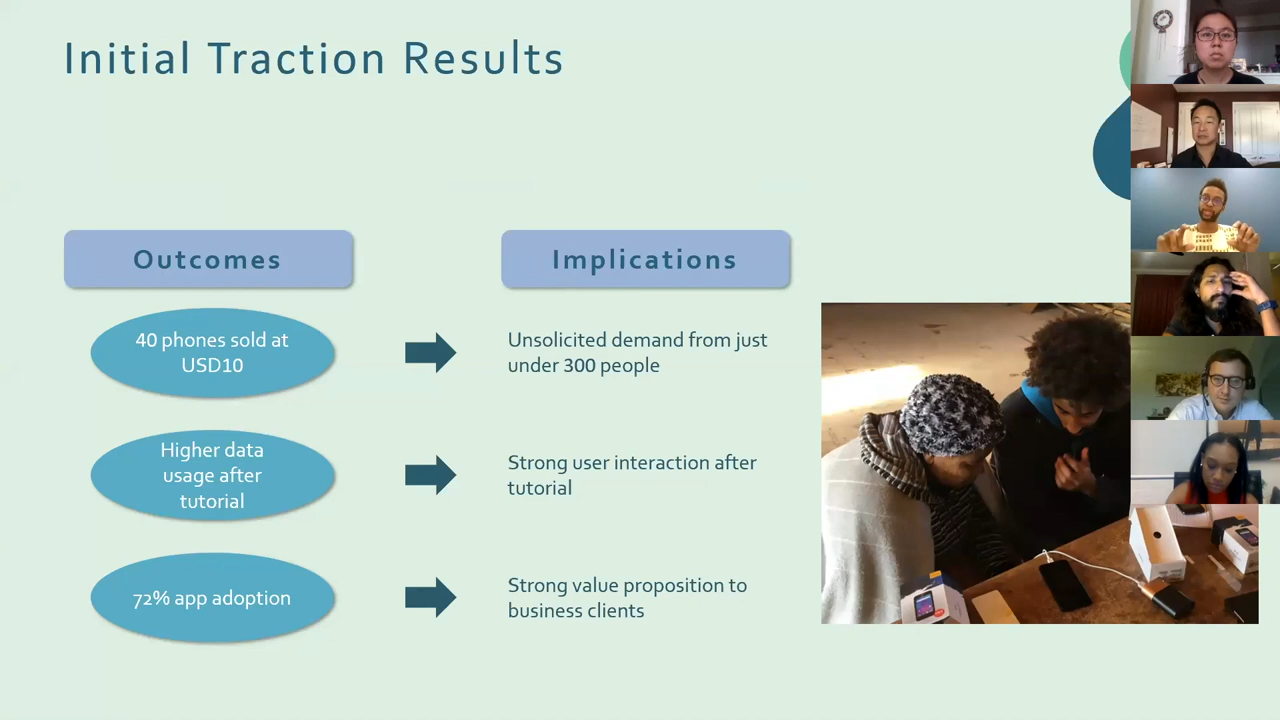 Initial Traction Results
Outcomes
Implications
40 phones sold at
USD10
Unsolicited demand from just
under 300 people
Higher data
usage after
tutorial
Strong user interaction after
tutorial
72% app adoption
Strong value proposition to
business clients